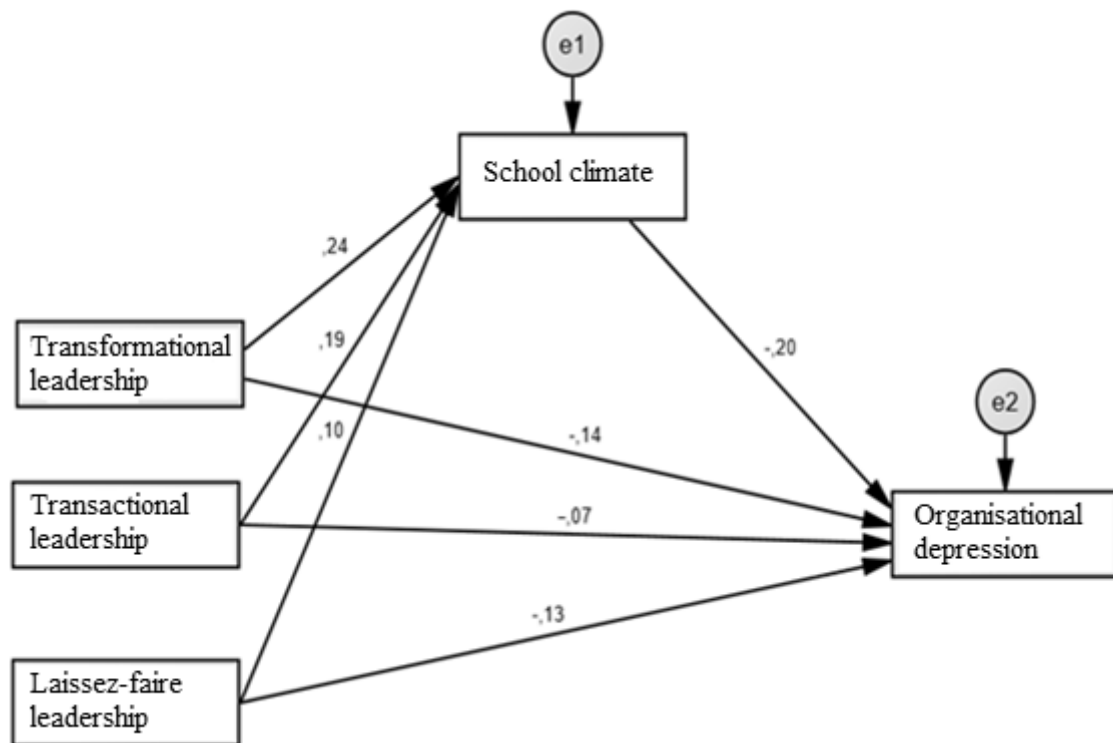 e1
School climate
,24
Transformational
leadership
,19
-,20
,10
e2
-,14
Transactional
leadership
-,07
Organisational
depression
-,13
Laissez-faire
leadership